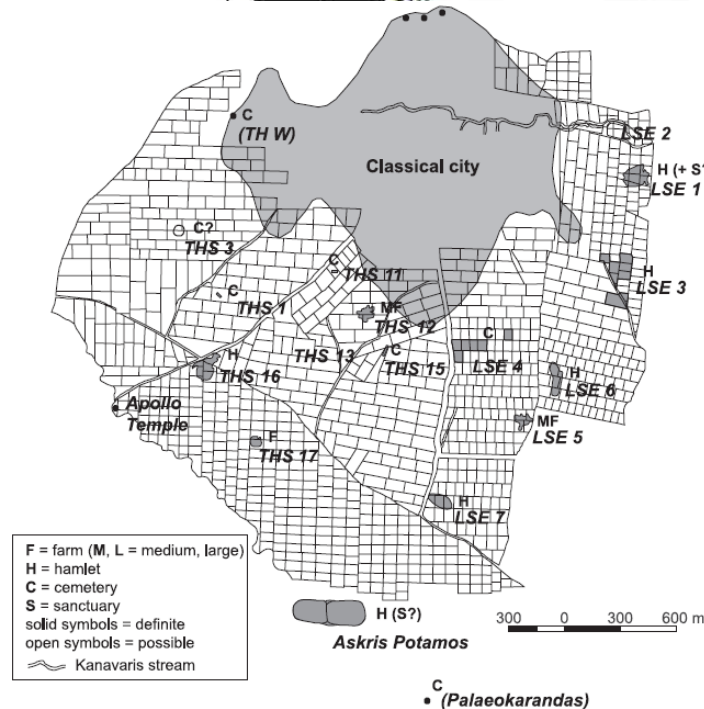 C
(TH W)
Classical city
LSE 2
H (+ S?
LSE 1
C?
THS 3
C
THS 11
H
LSE 3
C
THS 1
MF
THS 12
C
LSE 4
THS 13
C
THS 15
H
THS 16
H
LSE 6
Apollo
Temple
F
THS 17
MF
LSE 5
H
LSE 7
F = farm (M, L = medium, large)
H = hamlet
C = cemetery
S = sanctuary
solid symbols = definite
open symbols = possible
Kanavaris stream
H (S?)
Askris Potamos
300 0 300 600 m
C
(Palaeokarandas)